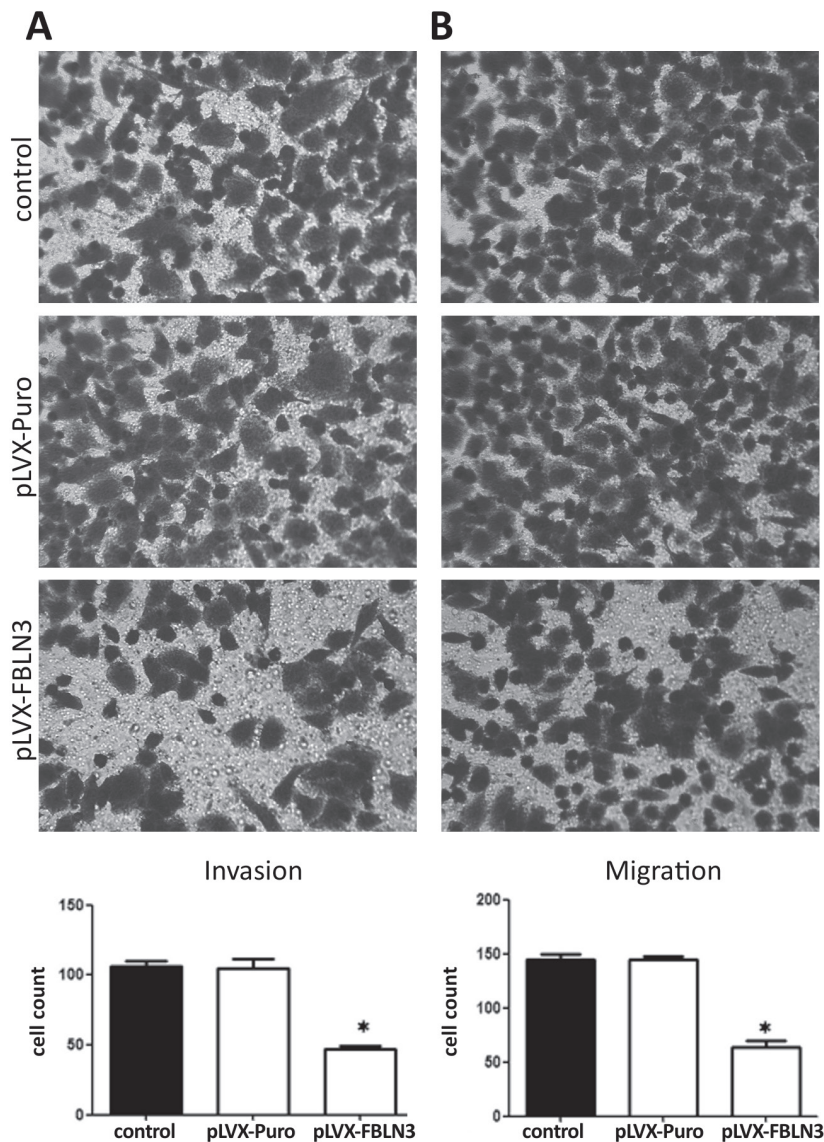 A
B
control
pLVX-Puro
pLVX-FBLN3
Invasion
150
100
50
0
cell count
*
control
pLVX-Puro
pLVX-FBLN3
Migration
200
150
100
50
0
cell count
*
control
pLVX-Puro
pLVX-FBLN3